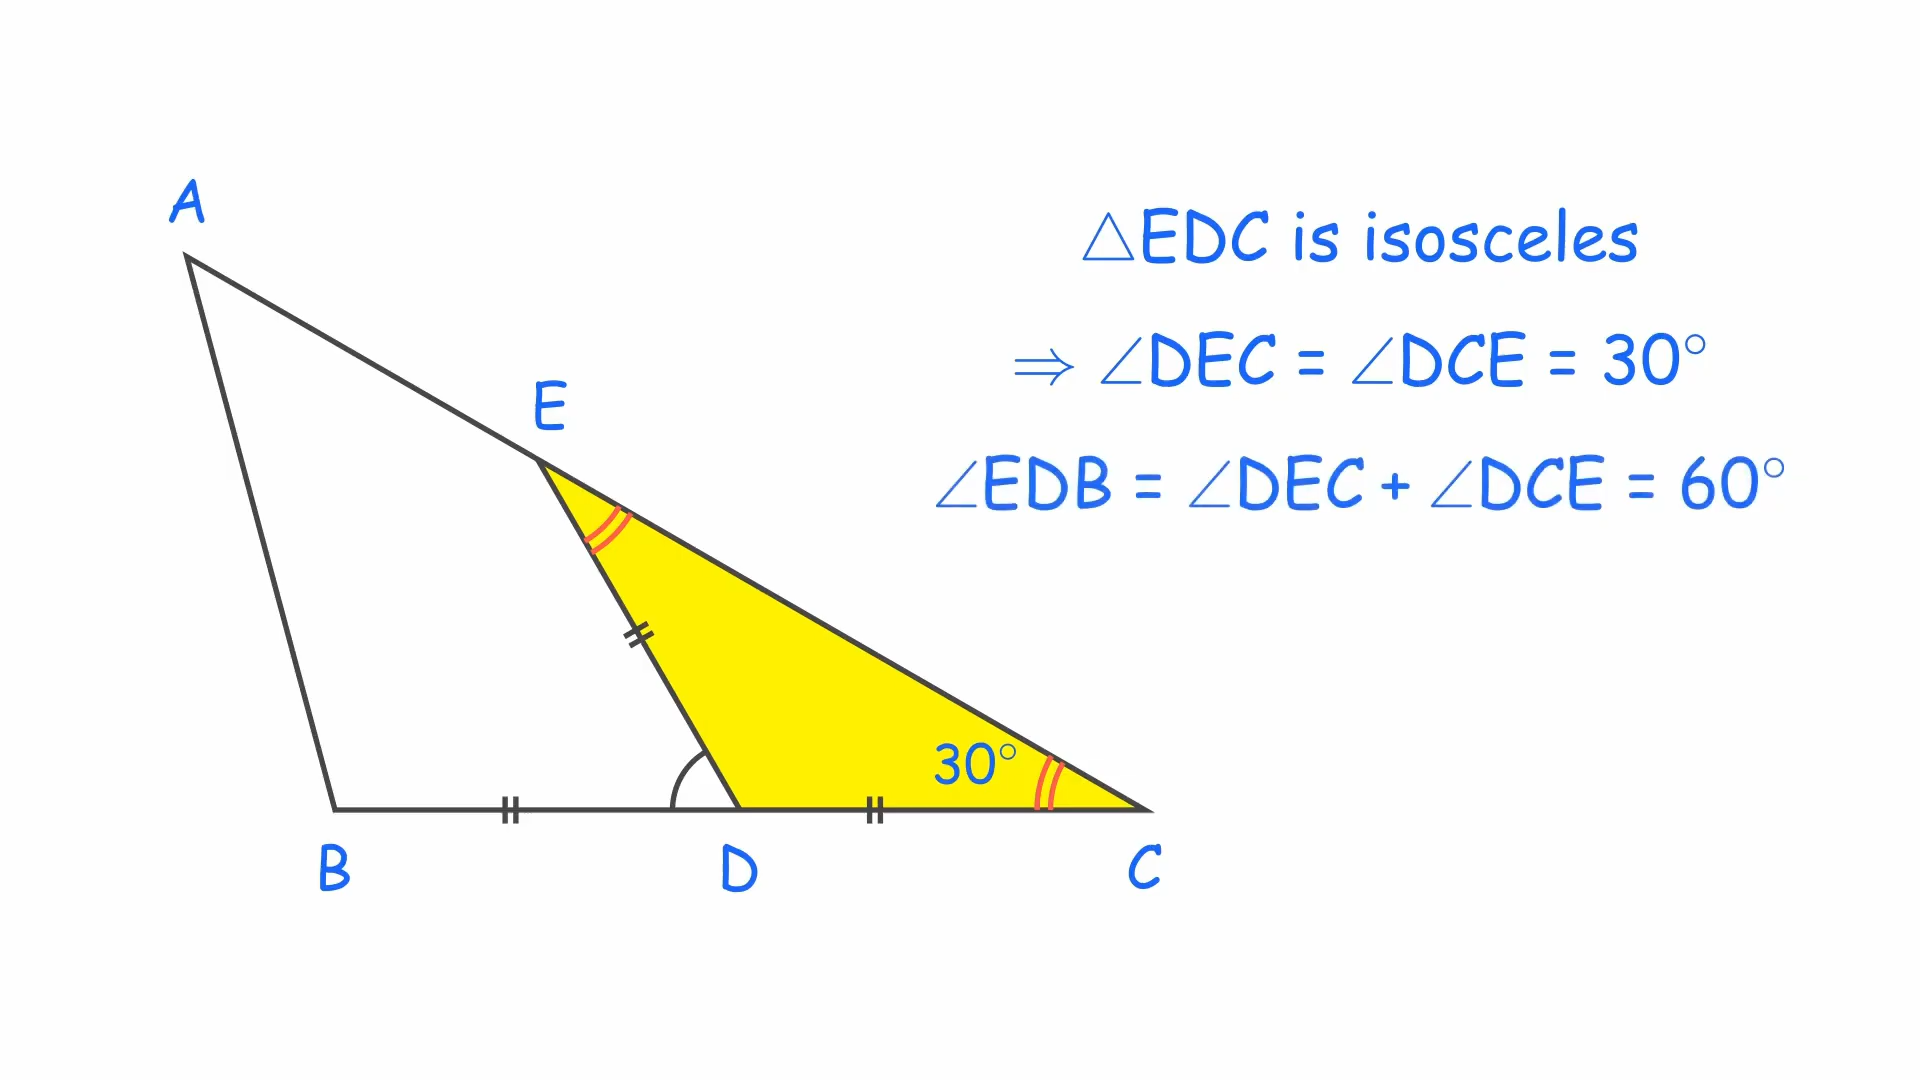 A
△EDC is isosceles
⇒ ∠DEC = ∠DCE = 30°
E
∠EDB = ∠DEC + ∠DCE = 60°
30°
B
D
C